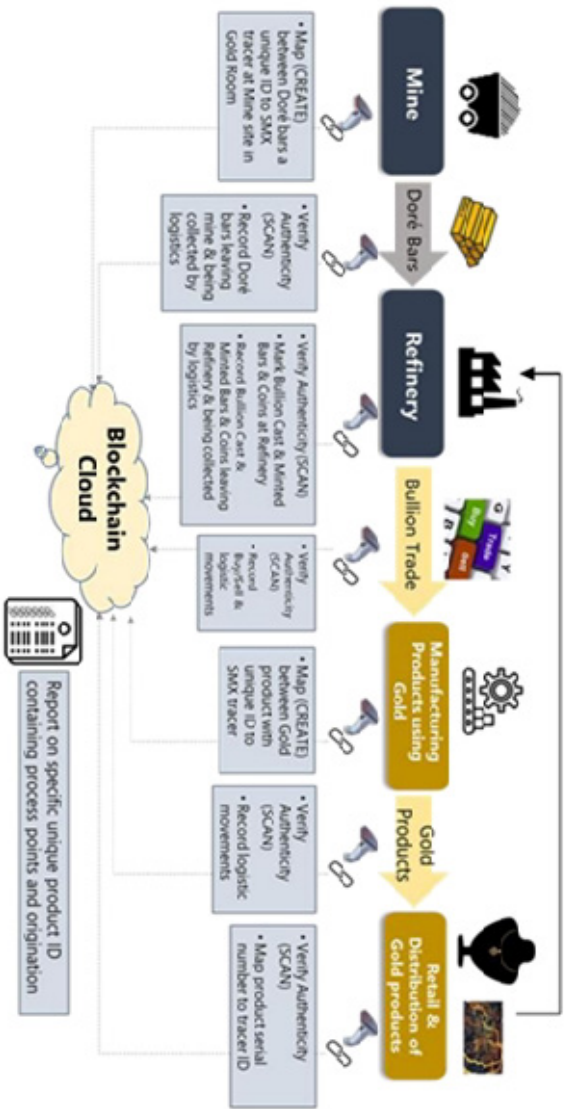 Mine
Doré Bars
Refinery
Bullion Trade
Buy
Trade
Manufacturing
Products using
Gold
Gold
Products
Retail &
Distribution of
Gold products
• Map (CREATE)
between Doré bars a
unique ID to SMX
tracer at Mine site in
Gold Room
• Verify
Authenticity
(SCAN)
• Record Doré
bars leaving
mine & being
collected by
logistics
• Verify Authenticity (SCAN)
• Mark Bullion Cast & Minted
Bars & Coins at Refinery
• Record Bullion Cast &
Minted Bars & Coins leaving
Refinery & being collected
by logistics
• Verify
Authenticity
(SCAN)
• Record
Buy/Sell &
logistic
movements
• Map (CREATE)
between Gold
product with
unique ID to
SMX tracer
• Verify
Authenticity
(SCAN)
• Record logistic
movements
• Verify Authenticity
(SCAN)
• Map product serial
number to tracer ID
Blockchain
Cloud
Report on specific unique product ID
containing process points and origination